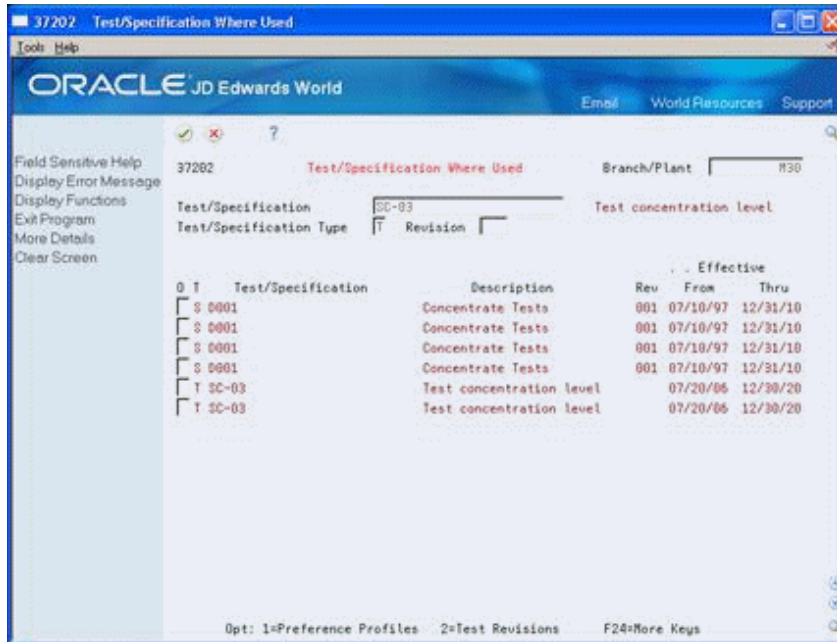 37202 Test/Specification Where Used
Tools Help
ORACLE JD Edwards World
Email World Resources Support
?
Field Sensitive Help
Display Error Message
Display Functions
Exit Program
More Details
Clear Screen
37202 Test/Specification Where Used Branch/Plant M30
Test/Specification SC-03 Test concentration level
Test/Specification Type T Revision
. . Effective
O T Test/Specification Description Rev From Thru
S D001 Concentrate Tests 001 07/10/97 12/31/10
S D001 Concentrate Tests 001 07/10/97 12/31/10
S D001 Concentrate Tests 001 07/10/97 12/31/10
S D001 Concentrate Tests 001 07/10/97 12/31/10
T SC-03 Test concentration level 07/20/06 12/30/20
T SC-03 Test concentration level 07/20/06 12/30/20
Opt: 1=Preference Profiles 2=Test Revisions F24=More Keys